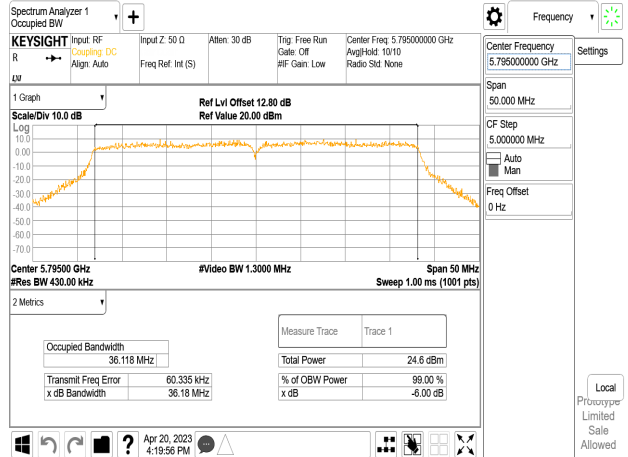 Spectrum Analyzer 1
Occupied BW
Frequency
KEYSIGHT
R
Input: RF
Coupling: DC
Align: Auto
Input Z: 50 Ω
Freq Ref: Int (S)
Atten: 30 dB
Trig: Free Run
Gate: Off
#IF Gain: Low
Center Freq: 5.795000000 GHz
Avg|Hold: 10/10
Radio Std: None
Center Frequency
5.795000000 GHz
Settings
Span
50.000 MHz
CF Step
5.000000 MHz
Auto
Man
Freq Offset
0 Hz
1 Graph
Scale/Div 10.0 dB
Ref Lvl Offset 12.80 dB
Ref Value 20.00 dBm
Log
10.0
0.00
-10.0
-20.0
-30.0
-40.0
-50.0
-60.0
-70.0
Center 5.79500 GHz
#Video BW 1.3000 MHz
Span 50 MHz
#Res BW 430.00 kHz
Sweep 1.00 ms (1001 pts)
2 Metrics
Measure Trace
Trace 1
Occupied Bandwidth
36.118 MHz
Total Power
24.6 dBm
Transmit Freq Error
60.335 kHz
% of OBW Power
99.00 %
x dB Bandwidth
36.18 MHz
x dB
-6.00 dB
Local
Prototype
Limited
Sale
Allowed
?
Apr 20, 2023
4:19:56 PM